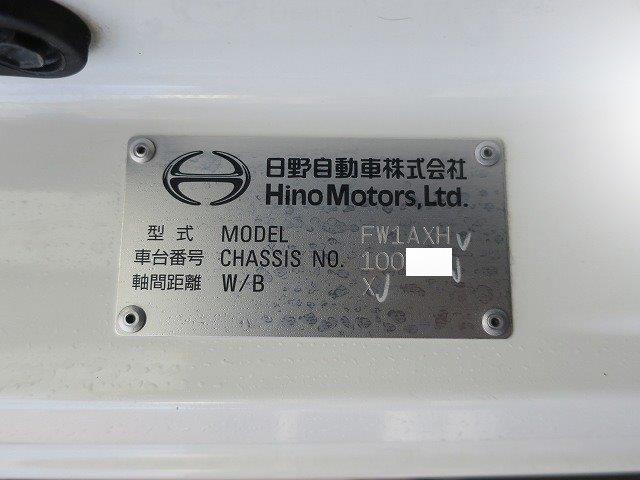 日野自動車株式会社
Hino Motors, Ltd.
型式 MODEL FW1AXH
車台番号 CHASSIS NO. 100
軸間距離 W/B X